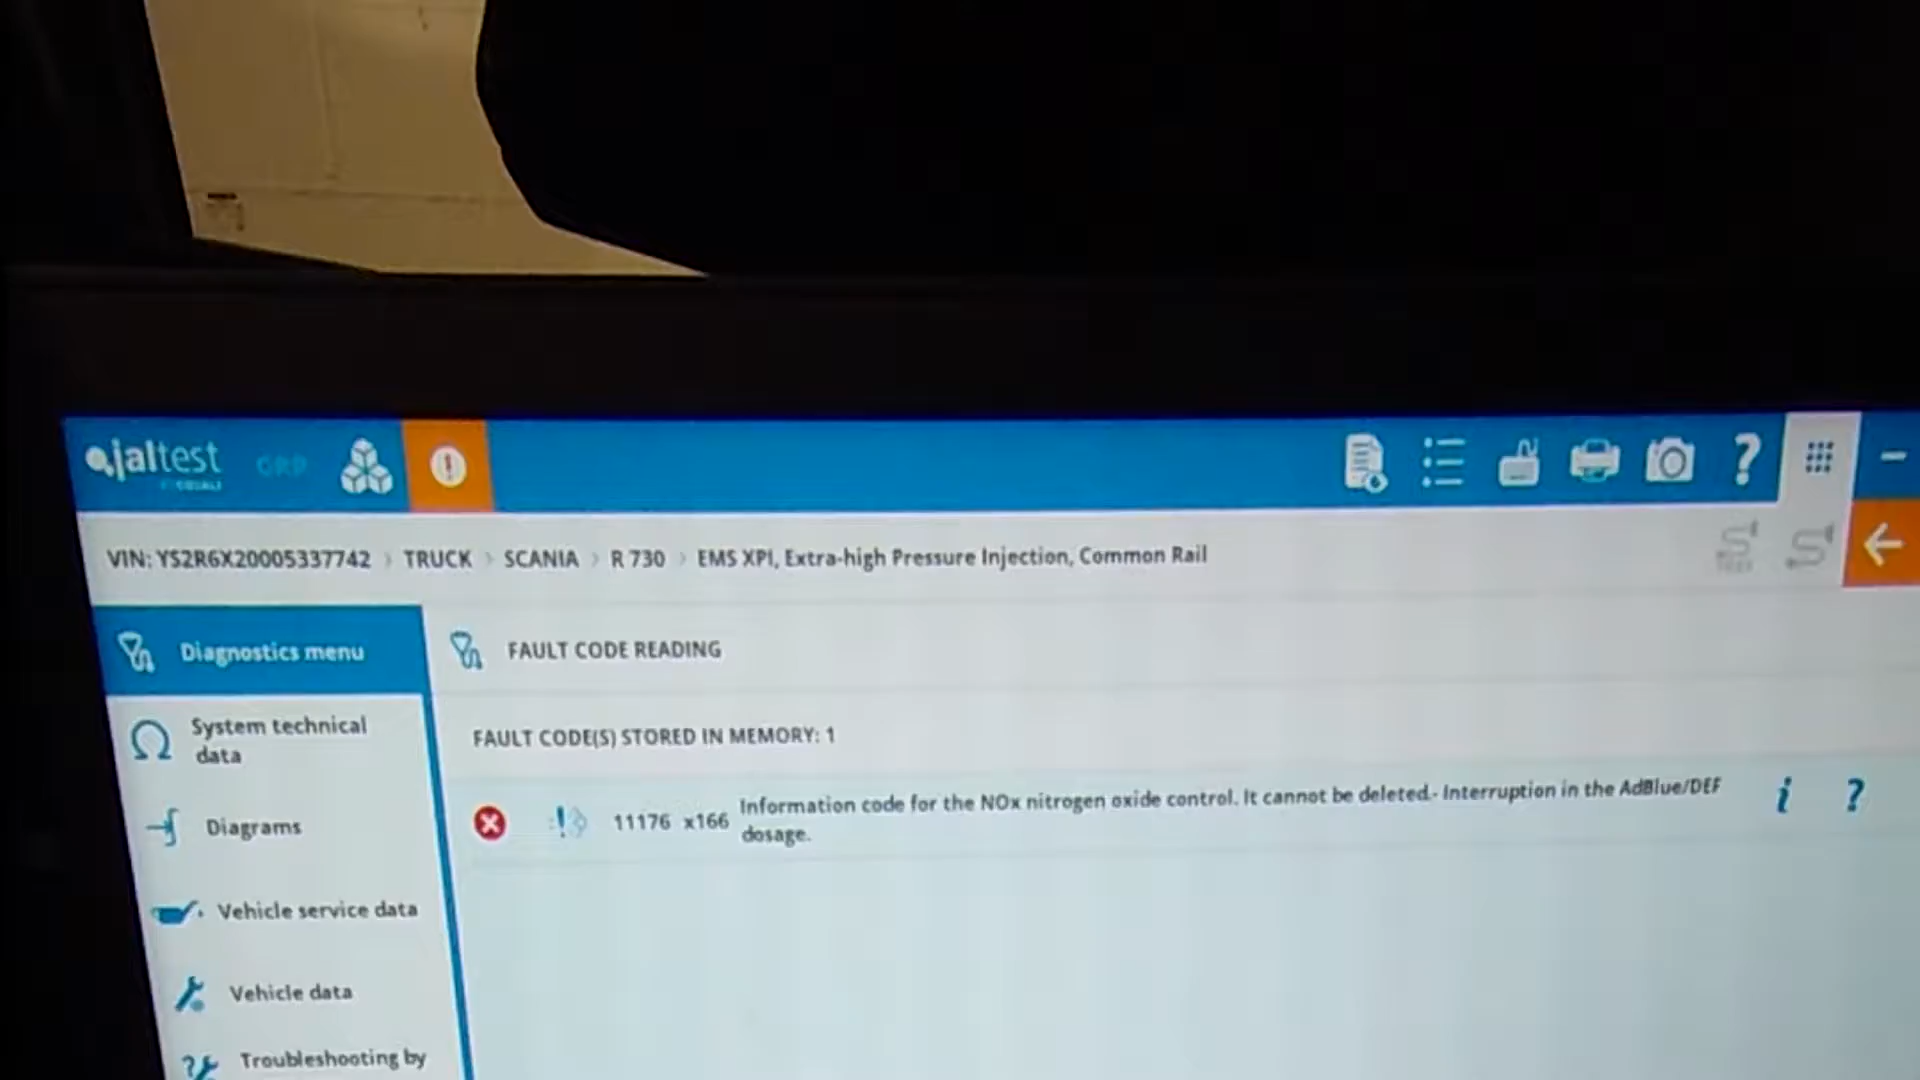 jaltest
GRP
COJALI
VIN: YS2R6X20005337742 › TRUCK › SCANIA › R 730 › EMS XPI, Extra-high Pressure Injection, Common Rail
Diagnostics menu
FAULT CODE READING
System technical
data
FAULT CODE(S) STORED IN MEMORY: 1
11176 x166 Information code for the NOx nitrogen oxide control. It cannot be deleted.- Interruption in the AdBlue/DEF
dosage.
Diagrams
Vehicle service data
Vehicle data
Troubleshooting by